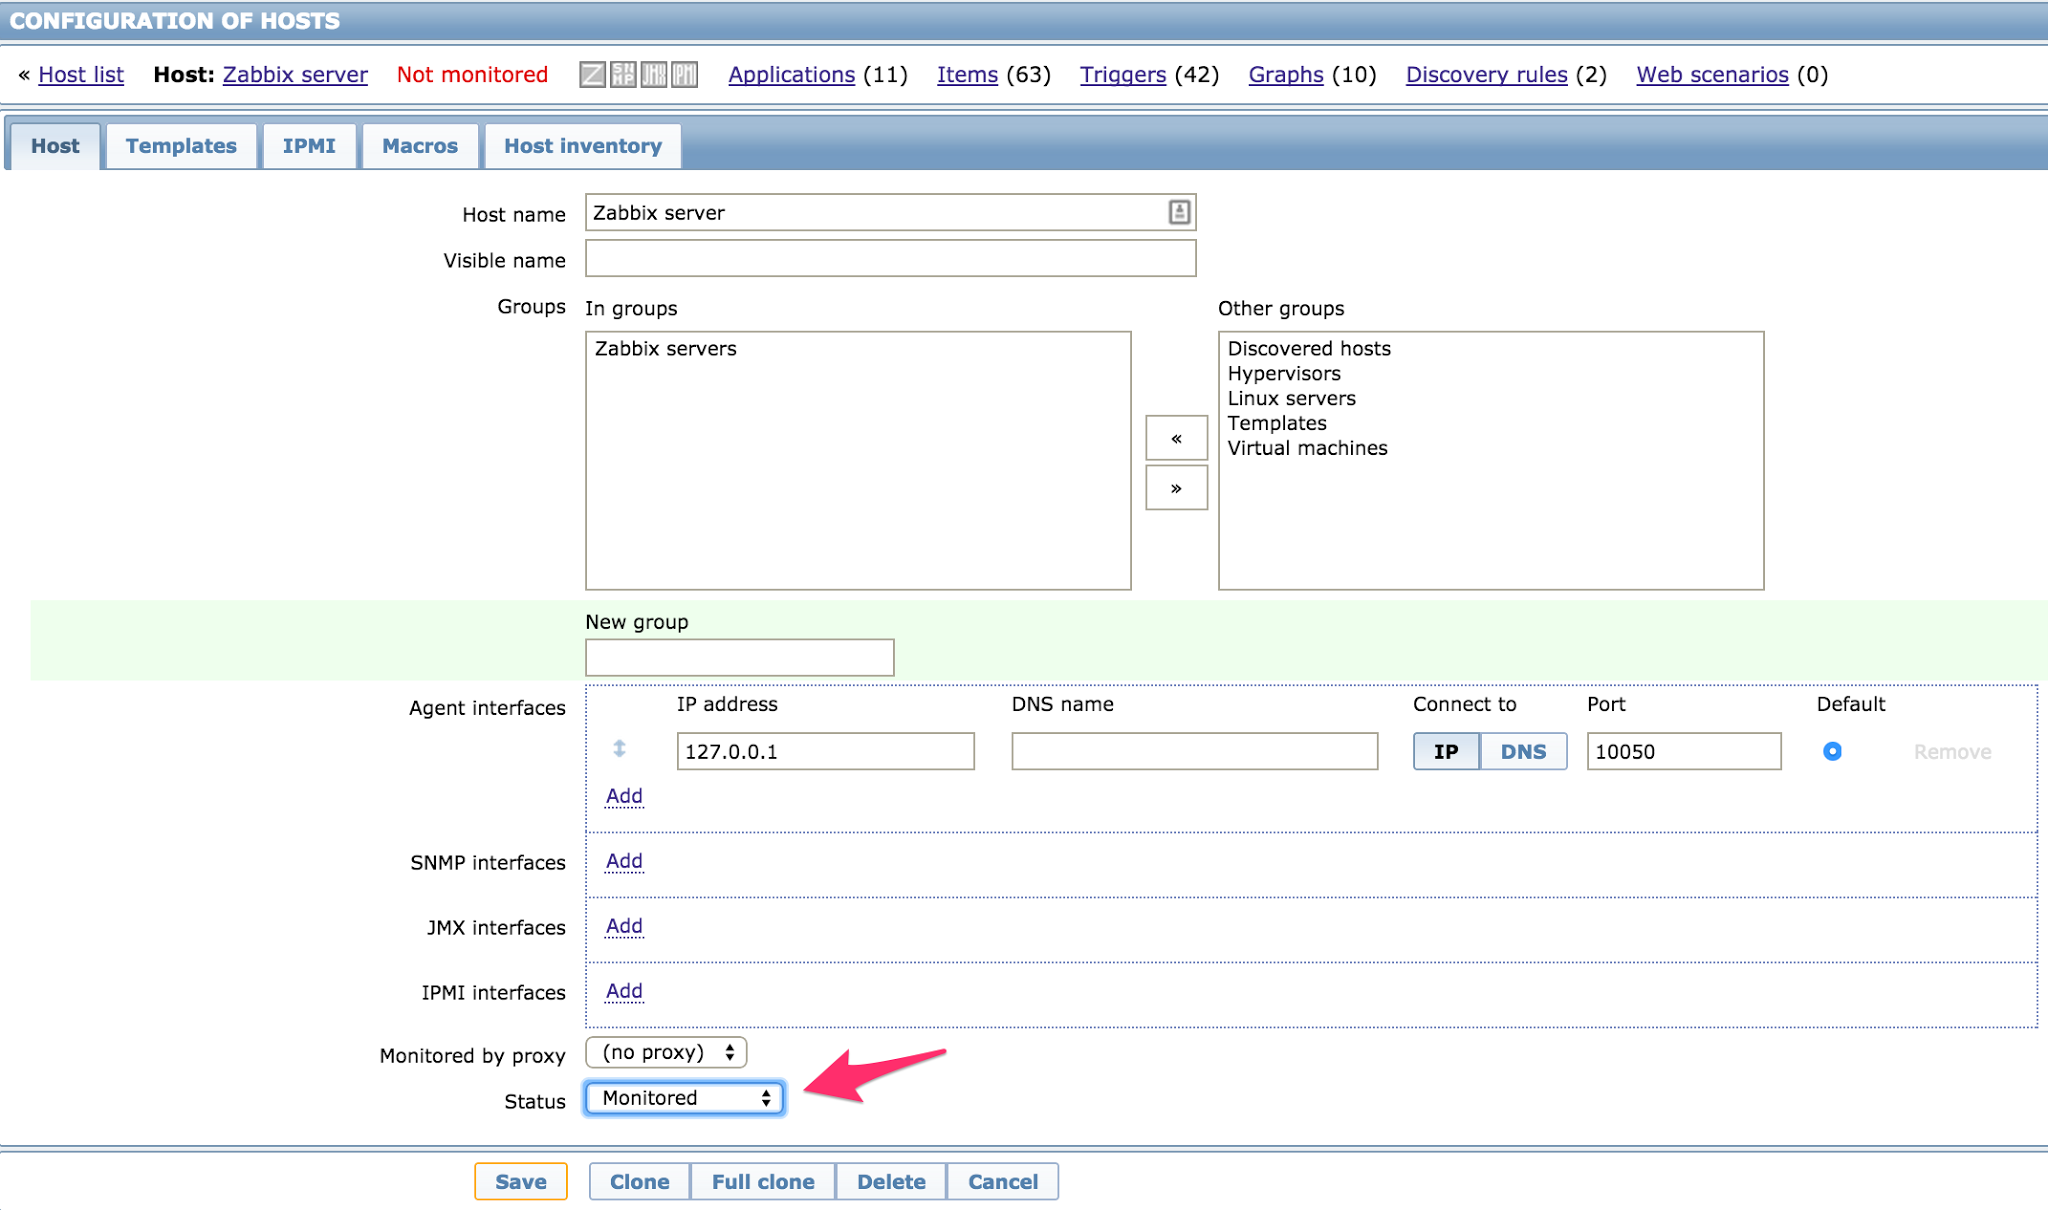 CONFIGURATION OF HOSTS
« Host list Host: Zabbix server Not monitored Z SNMP JMX IPMI Applications (11) Items (63) Triggers (42) Graphs (10) Discovery rules (2) Web scenarios (0)
Host Templates IPMI Macros Host inventory
Host name Zabbix server
Visible name
Groups In groups Other groups
Zabbix servers Discovered hosts
Hypervisors
Linux servers
Templates
Virtual machines
«
»
New group
Agent interfaces IP address DNS name Connect to Port Default
127.0.0.1 IP DNS 10050 Remove
Add
SNMP interfaces Add
JMX interfaces Add
IPMI interfaces Add
Monitored by proxy (no proxy)
Status Monitored
Save Clone Full clone Delete Cancel